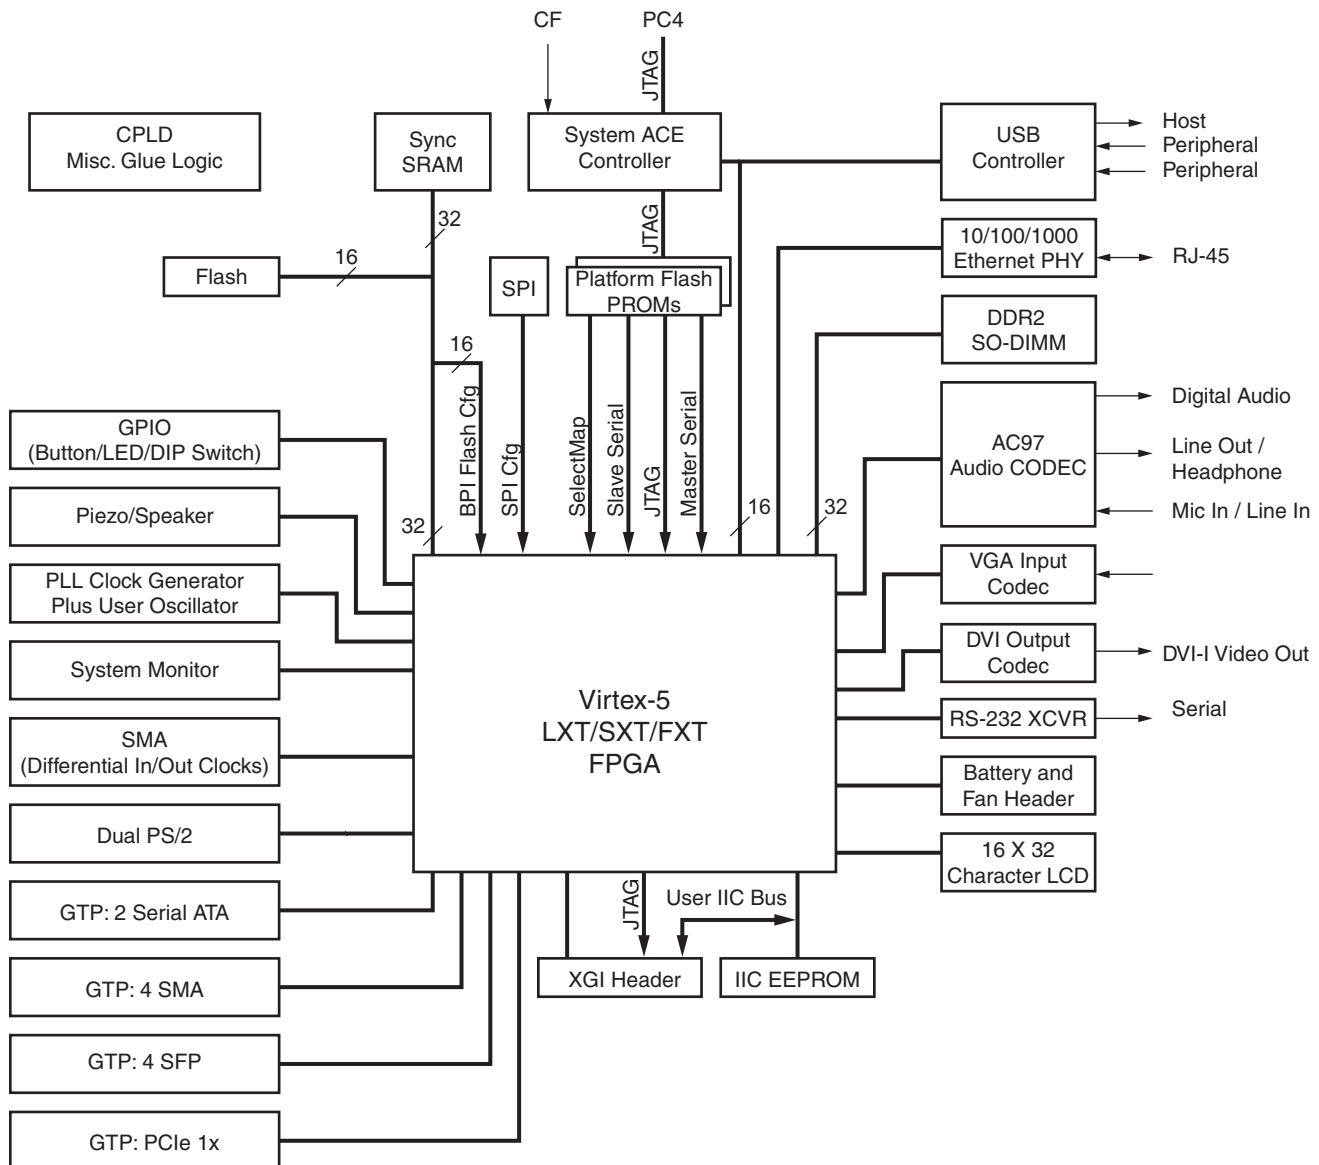 CF
PC4
JTAG
CPLD
Misc. Glue Logic
Sync
SRAM
System ACE
Controller
USB
Controller
Host
Peripheral
Peripheral
32
JTAG
10/100/1000
Ethernet PHY
RJ-45
Flash
16
SPI
Platform Flash
PROMs
DDR2
SO-DIMM
16
BPI Flash Cfg
SPI Cfg
SelectMap
Slave Serial
JTAG
Master Serial
32
16
32
AC97
Audio CODEC
Digital Audio
Line Out /
Headphone
Mic In / Line In
GPIO
(Button/LED/DIP Switch)
Piezo/Speaker
PLL Clock Generator
Plus User Oscillator
System Monitor
SMA
(Differential In/Out Clocks)
Dual PS/2
GTP: 2 Serial ATA
GTP: 4 SMA
GTP: 4 SFP
GTP: PCIe 1x
Virtex-5
LXT/SXT/FXT
FPGA
VGA Input
Codec
DVI Output
Codec
DVI-I Video Out
RS-232 XCVR
Serial
Battery and
Fan Header
16 X 32
Character LCD
JTAG
User IIC Bus
XGI Header
IIC EEPROM